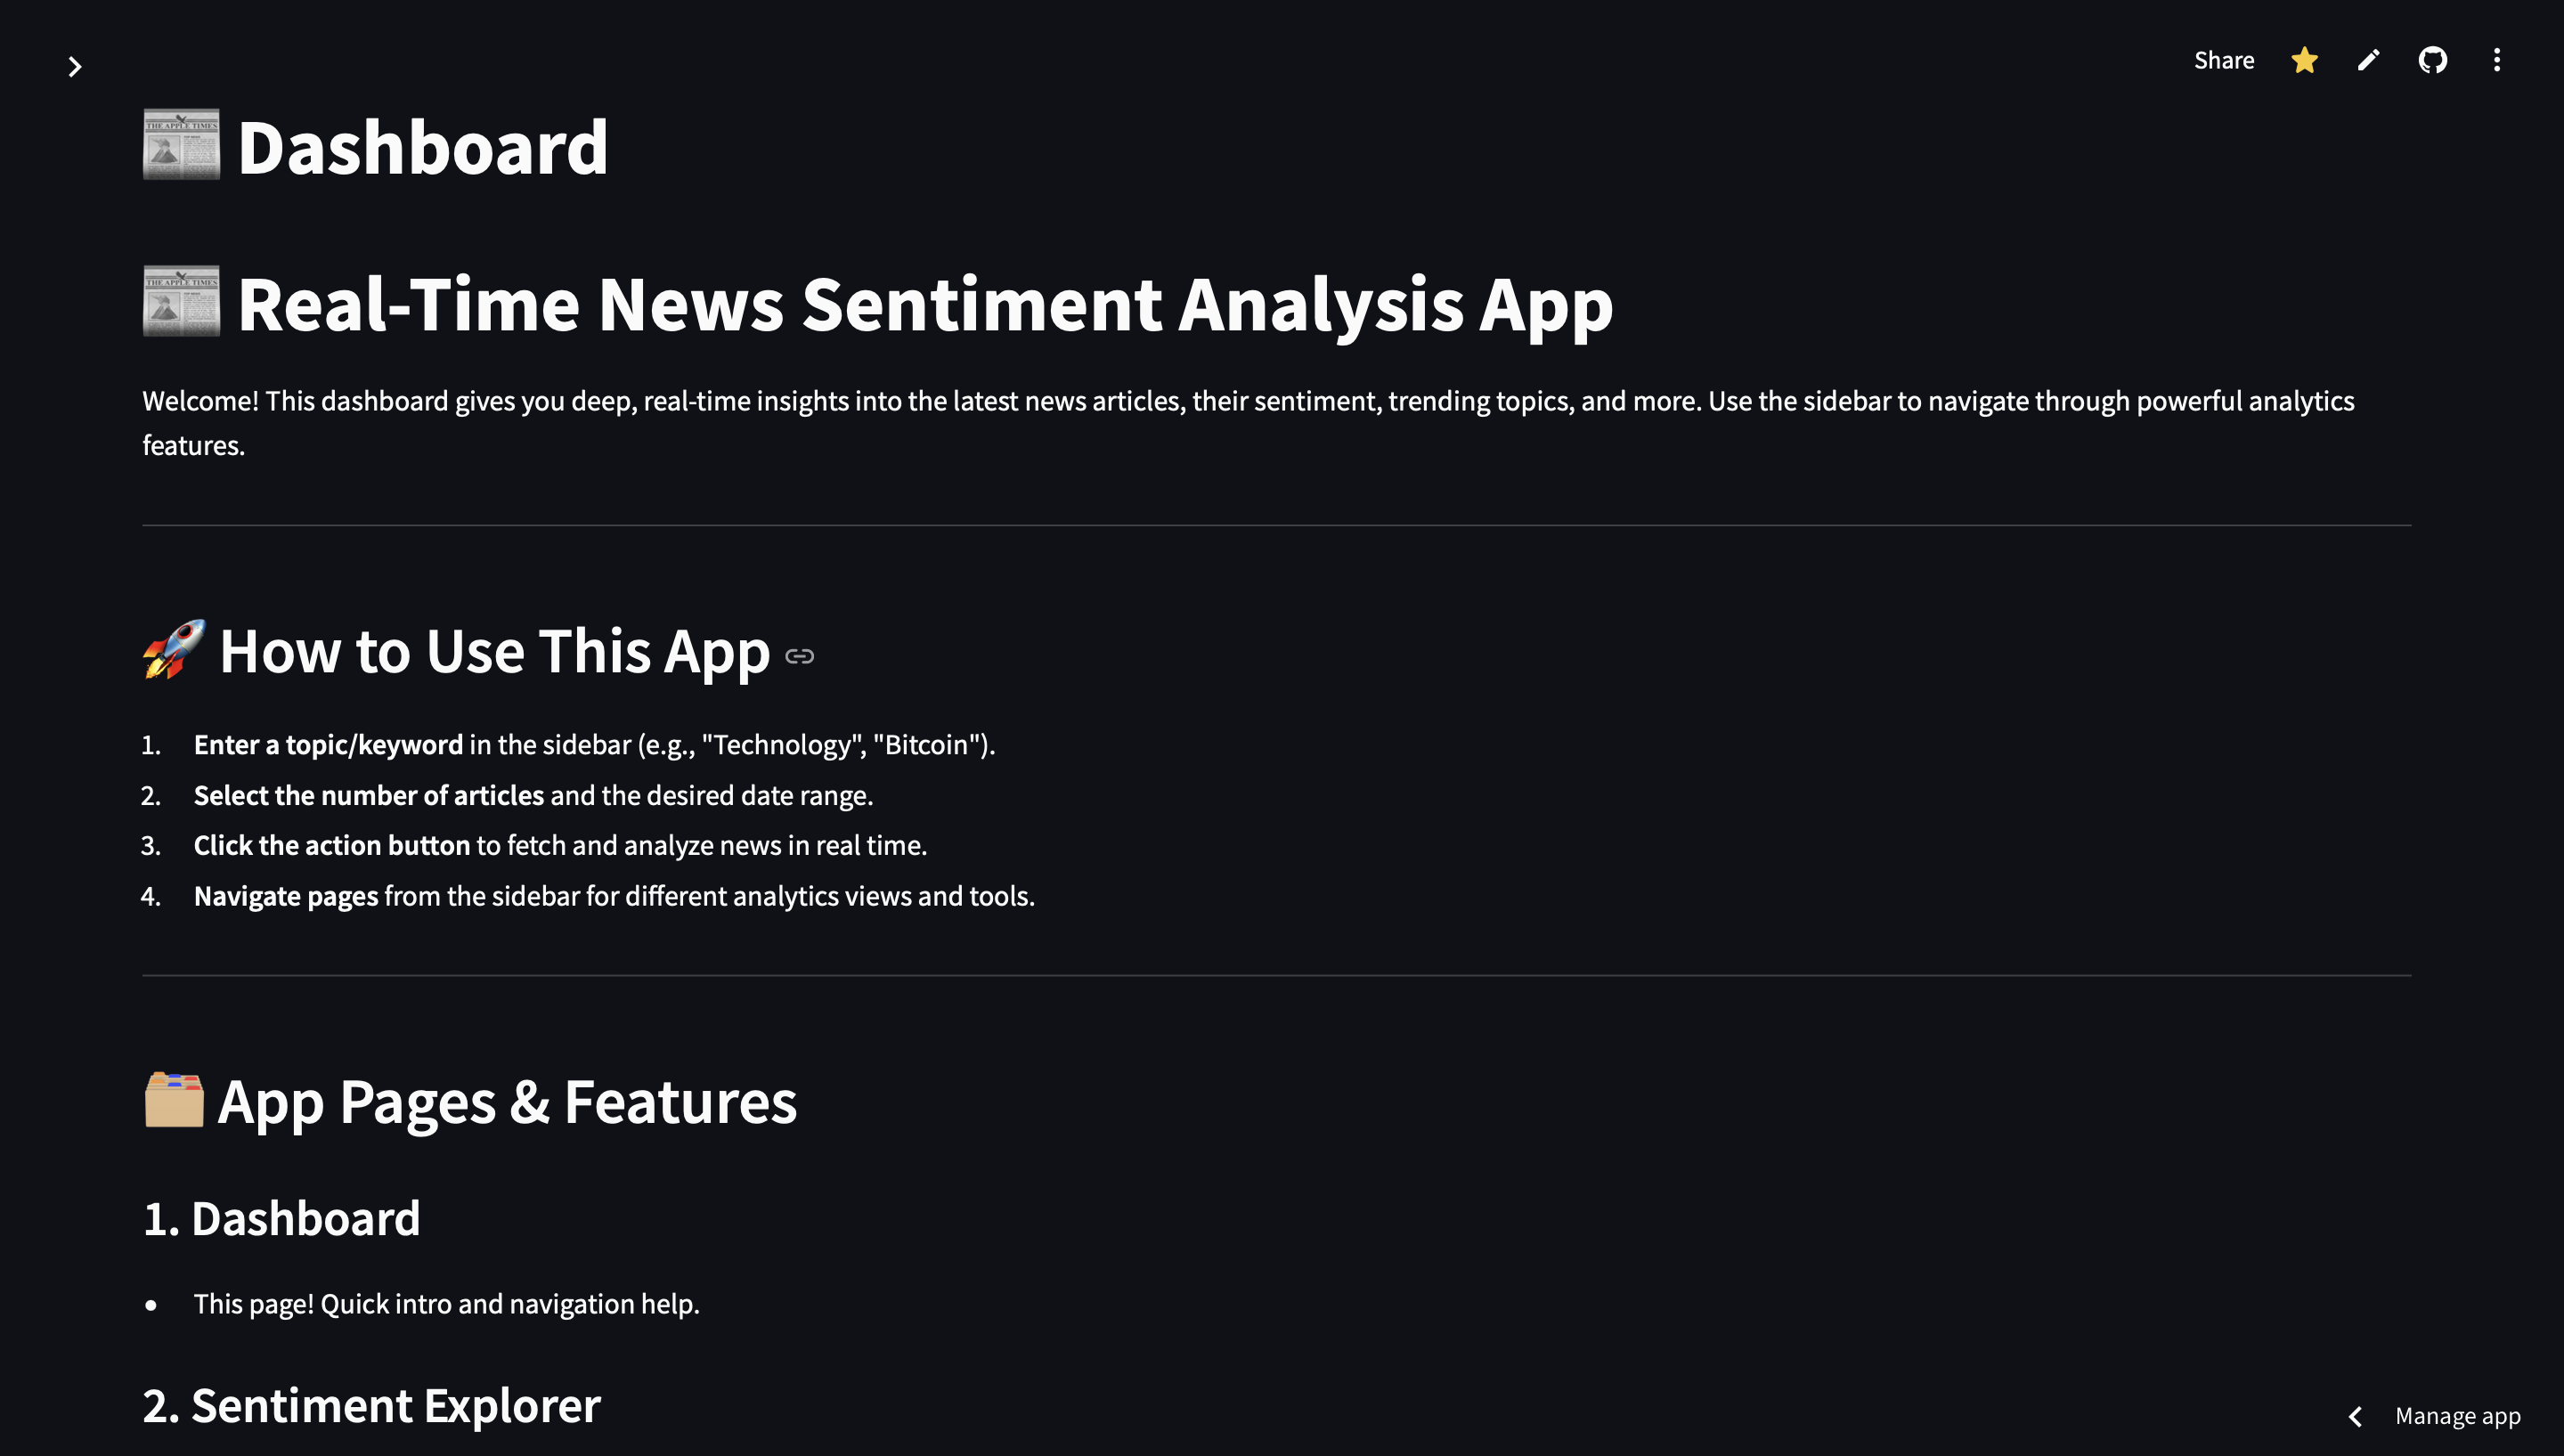 Share
Dashboard
Real-Time News Sentiment Analysis App
Welcome! This dashboard gives you deep, real-time insights into the latest news articles, their sentiment, trending topics, and more. Use the sidebar to navigate through powerful analytics
features.
How to Use This App
1. Enter a topic/keyword in the sidebar (e.g., "Technology", "Bitcoin").
2. Select the number of articles and the desired date range.
3. Click the action button to fetch and analyze news in real time.
4. Navigate pages from the sidebar for different analytics views and tools.
App Pages & Features
1. Dashboard
• This page! Quick intro and navigation help.
2. Sentiment Explorer
Manage app